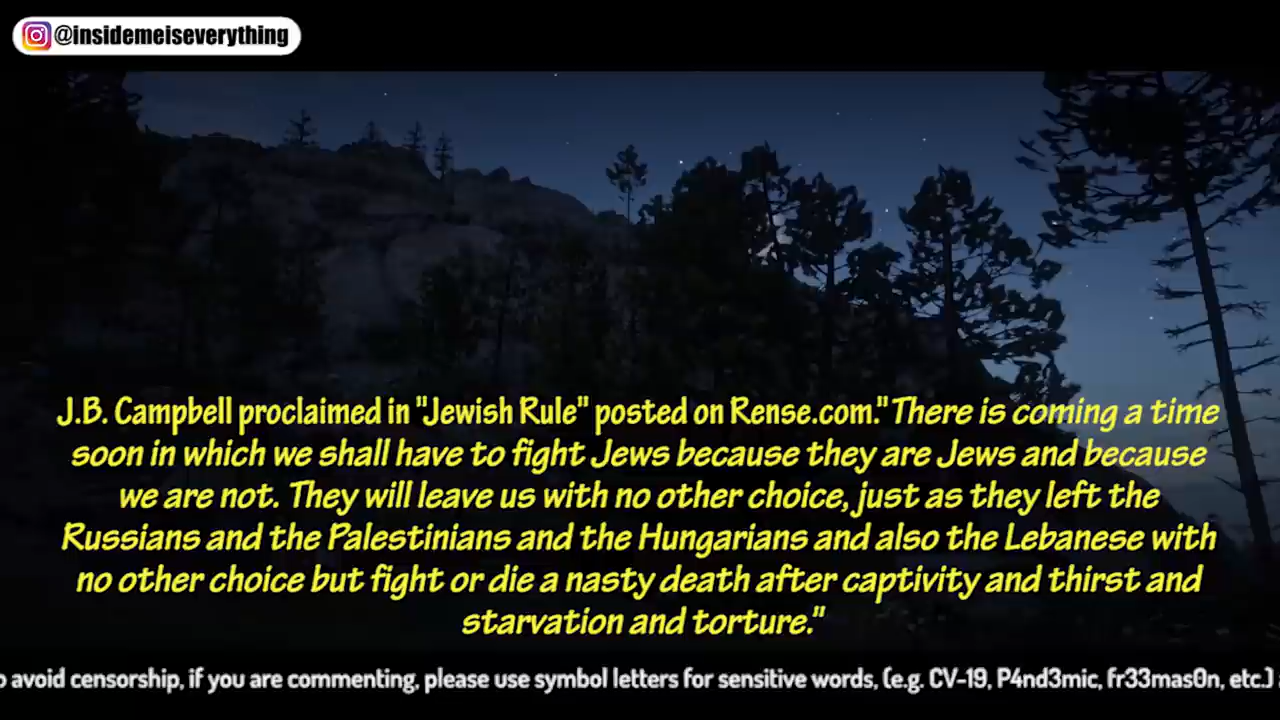 @insidemeiseverything
J.B. Campbell proclaimed in "Jewish Rule" posted on Rense.com."There is coming a time
soon in which we shall have to fight Jews because they are Jews and because
we are not. They will leave us with no other choice, just as they left the
Russians and the Palestinians and the Hungarians and also the Lebanese with
no other choice but fight or die a nasty death after captivity and thirst and
starvation and torture."
o avoid censorship, if you are commenting, please use symbol letters for sensitive words, (e.g. CV-19, P4nd3mic, fr33mas0n, etc.)